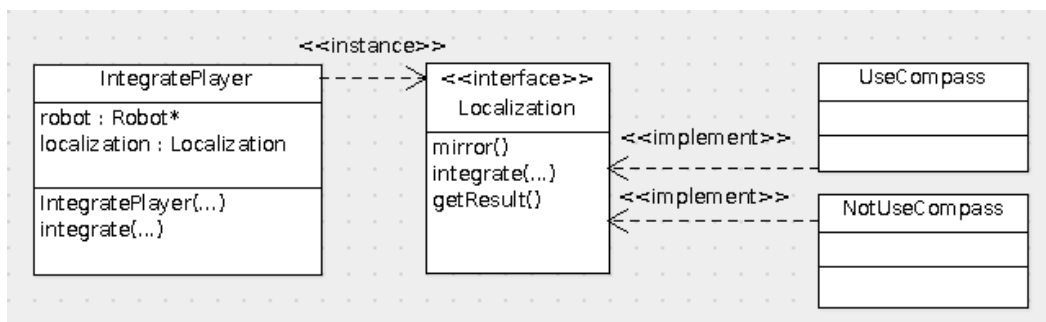 <<instance>>
IntegratePlayer
robot : Robot*
localization : Localization
IntegratePlayer(...)
integrate(...)
<<interface>>
Localization
mirror()
integrate(...)
getResult()
<<implement>>
<<implement>>
UseCompass
NotUseCompass